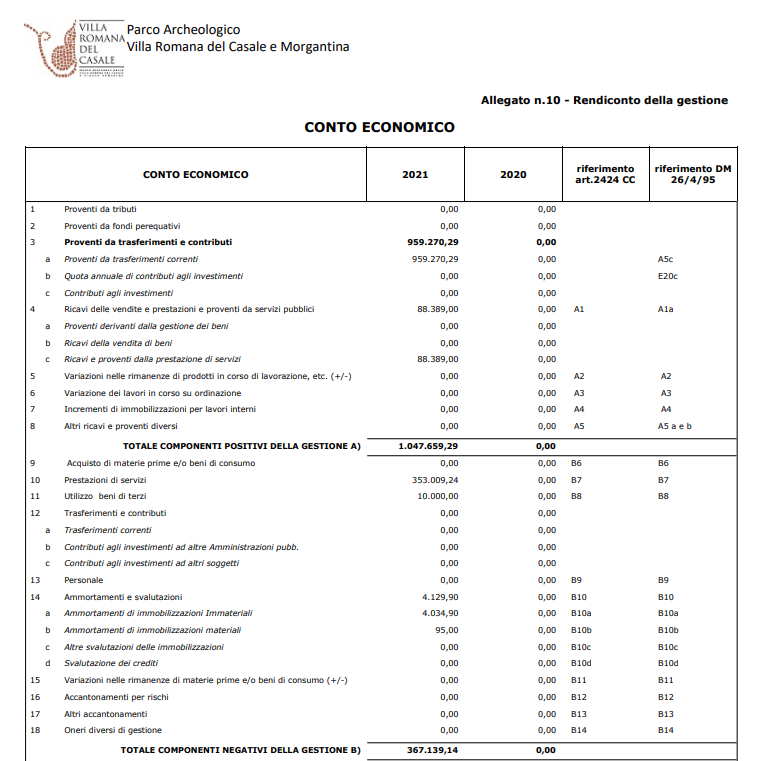 VILLA
ROMANA
DEL
CASALE
Parco Archeologico
Villa Romana del Casale e Morgantina
Allegato n.10 - Rendiconto della gestione
CONTO ECONOMICO
CONTO ECONOMICO 2021 2020 riferimento art.2424 CC riferimento DM 26/4/95
1 Proventi da tributi 0,00 0,00
2 Proventi da fondi perequativi 0,00 0,00
3 Proventi da trasferimenti e contributi 959.270,29 0,00
a Proventi da trasferimenti correnti 959.270,29 0,00 A5c
b Quota annuale di contributi agli investimenti 0,00 0,00 E20c
c Contributi agli investimenti 0,00 0,00
4 Ricavi delle vendite e prestazioni e proventi da servizi pubblici 88.389,00 0,00 A1 A1a
a Proventi derivanti dalla gestione dei beni 0,00 0,00
b Ricavi della vendita di beni 0,00 0,00
c Ricavi e proventi dalla prestazione di servizi 88.389,00 0,00
5 Variazioni nelle rimanenze di prodotti in corso di lavorazione, etc. (+/-) 0,00 0,00 A2 A2
6 Variazione dei lavori in corso su ordinazione 0,00 0,00 A3 A3
7 Incrementi di immobilizzazioni per lavori interni 0,00 0,00 A4 A4
8 Altri ricavi e proventi diversi 0,00 0,00 A5 A5 a e b
TOTALE COMPONENTI POSITIVI DELLA GESTIONE A) 1.047.659,29 0,00
9 Acquisto di materie prime e/o beni di consumo 0,00 0,00 B6 B6
10 Prestazioni di servizi 353.009,24 0,00 B7 B7
11 Utilizzo beni di terzi 10.000,00 0,00 B8 B8
12 Trasferimenti e contributi 0,00 0,00
a Trasferimenti correnti 0,00 0,00
b Contributi agli investimenti ad altre Amministrazioni pubb. 0,00 0,00
c Contributi agli investimenti ad altri soggetti 0,00 0,00
13 Personale 0,00 0,00 B9 B9
14 Ammortamenti e svalutazioni 4.129,90 0,00 B10 B10
a Ammortamenti di immobilizzazioni Immateriali 4.034,90 0,00 B10a B10a
b Ammortamenti di immobilizzazioni materiali 95,00 0,00 B10b B10b
c Altre svalutazioni delle immobilizzazioni 0,00 0,00 B10c B10c
d Svalutazione dei crediti 0,00 0,00 B10d B10d
15 Variazioni nelle rimanenze di materie prime e/o beni di consumo (+/-) 0,00 0,00 B11 B11
16 Accantonamenti per rischi 0,00 0,00 B12 B12
17 Altri accantonamenti 0,00 0,00 B13 B13
18 Oneri diversi di gestione 0,00 0,00 B14 B14
TOTALE COMPONENTI NEGATIVI DELLA GESTIONE B) 367.139,14 0,00